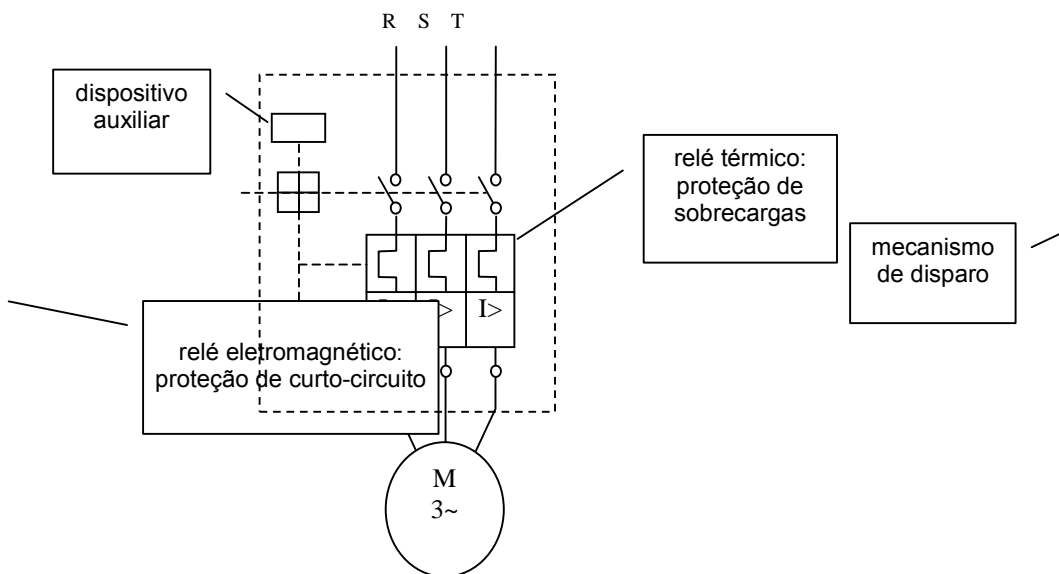 R S T
dispositivo
auxiliar
relé térmico:
proteção de
sobrecargas
mecanismo
de disparo
I>
relé eletromagnético:
proteção de curto-circuito
M
3~